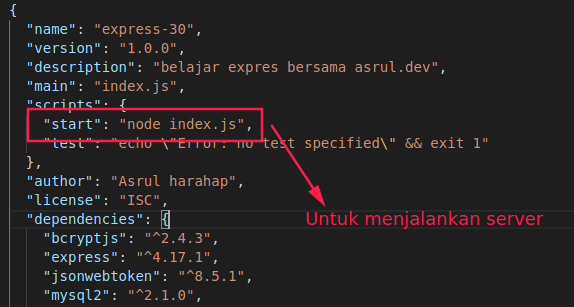 {
"name": "express-30",
"version": "1.0.0",
"description": "belajar expres bersama asrul.dev",
"main": "index.js",
"scripts": {
"start": "node index.js",
"test": "echo \"Error: no test specified\" && exit 1"
},
"author": "Asrul harahap",
"license": "ISC",
"dependencies": {
Untuk menjalankan server
"bcryptjs": "^2.4.3",
"express": "^4.17.1",
"jsonwebtoken": "^8.5.1",
"mysql2": "^2.1.0",